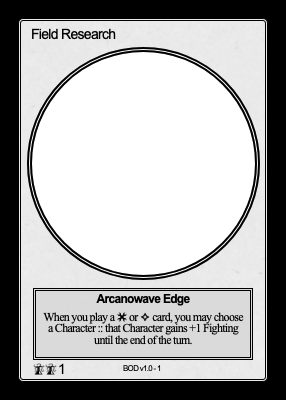 Field Research
Arcanowave Edge
When you play a ⌘ or ✧ card, you may choose
a Character :: that Character gains +1 Fighting
until the end of the turn.
1
BOD v1.0 - 1